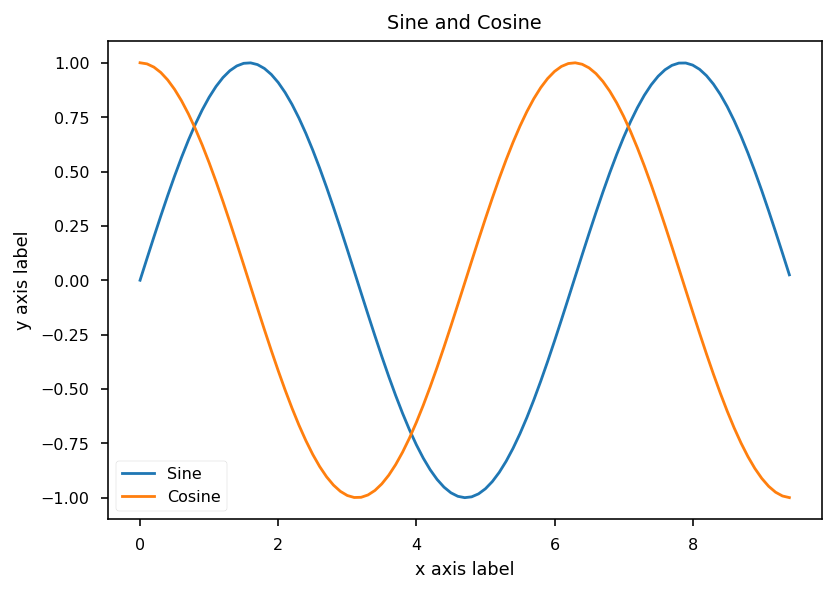 Sine and Cosine
1.00
0.75
0.50
0.25
0.00
−0.25
−0.50
−0.75
−1.00
y axis label
Sine
Cosine
0 2 4 6 8
x axis label